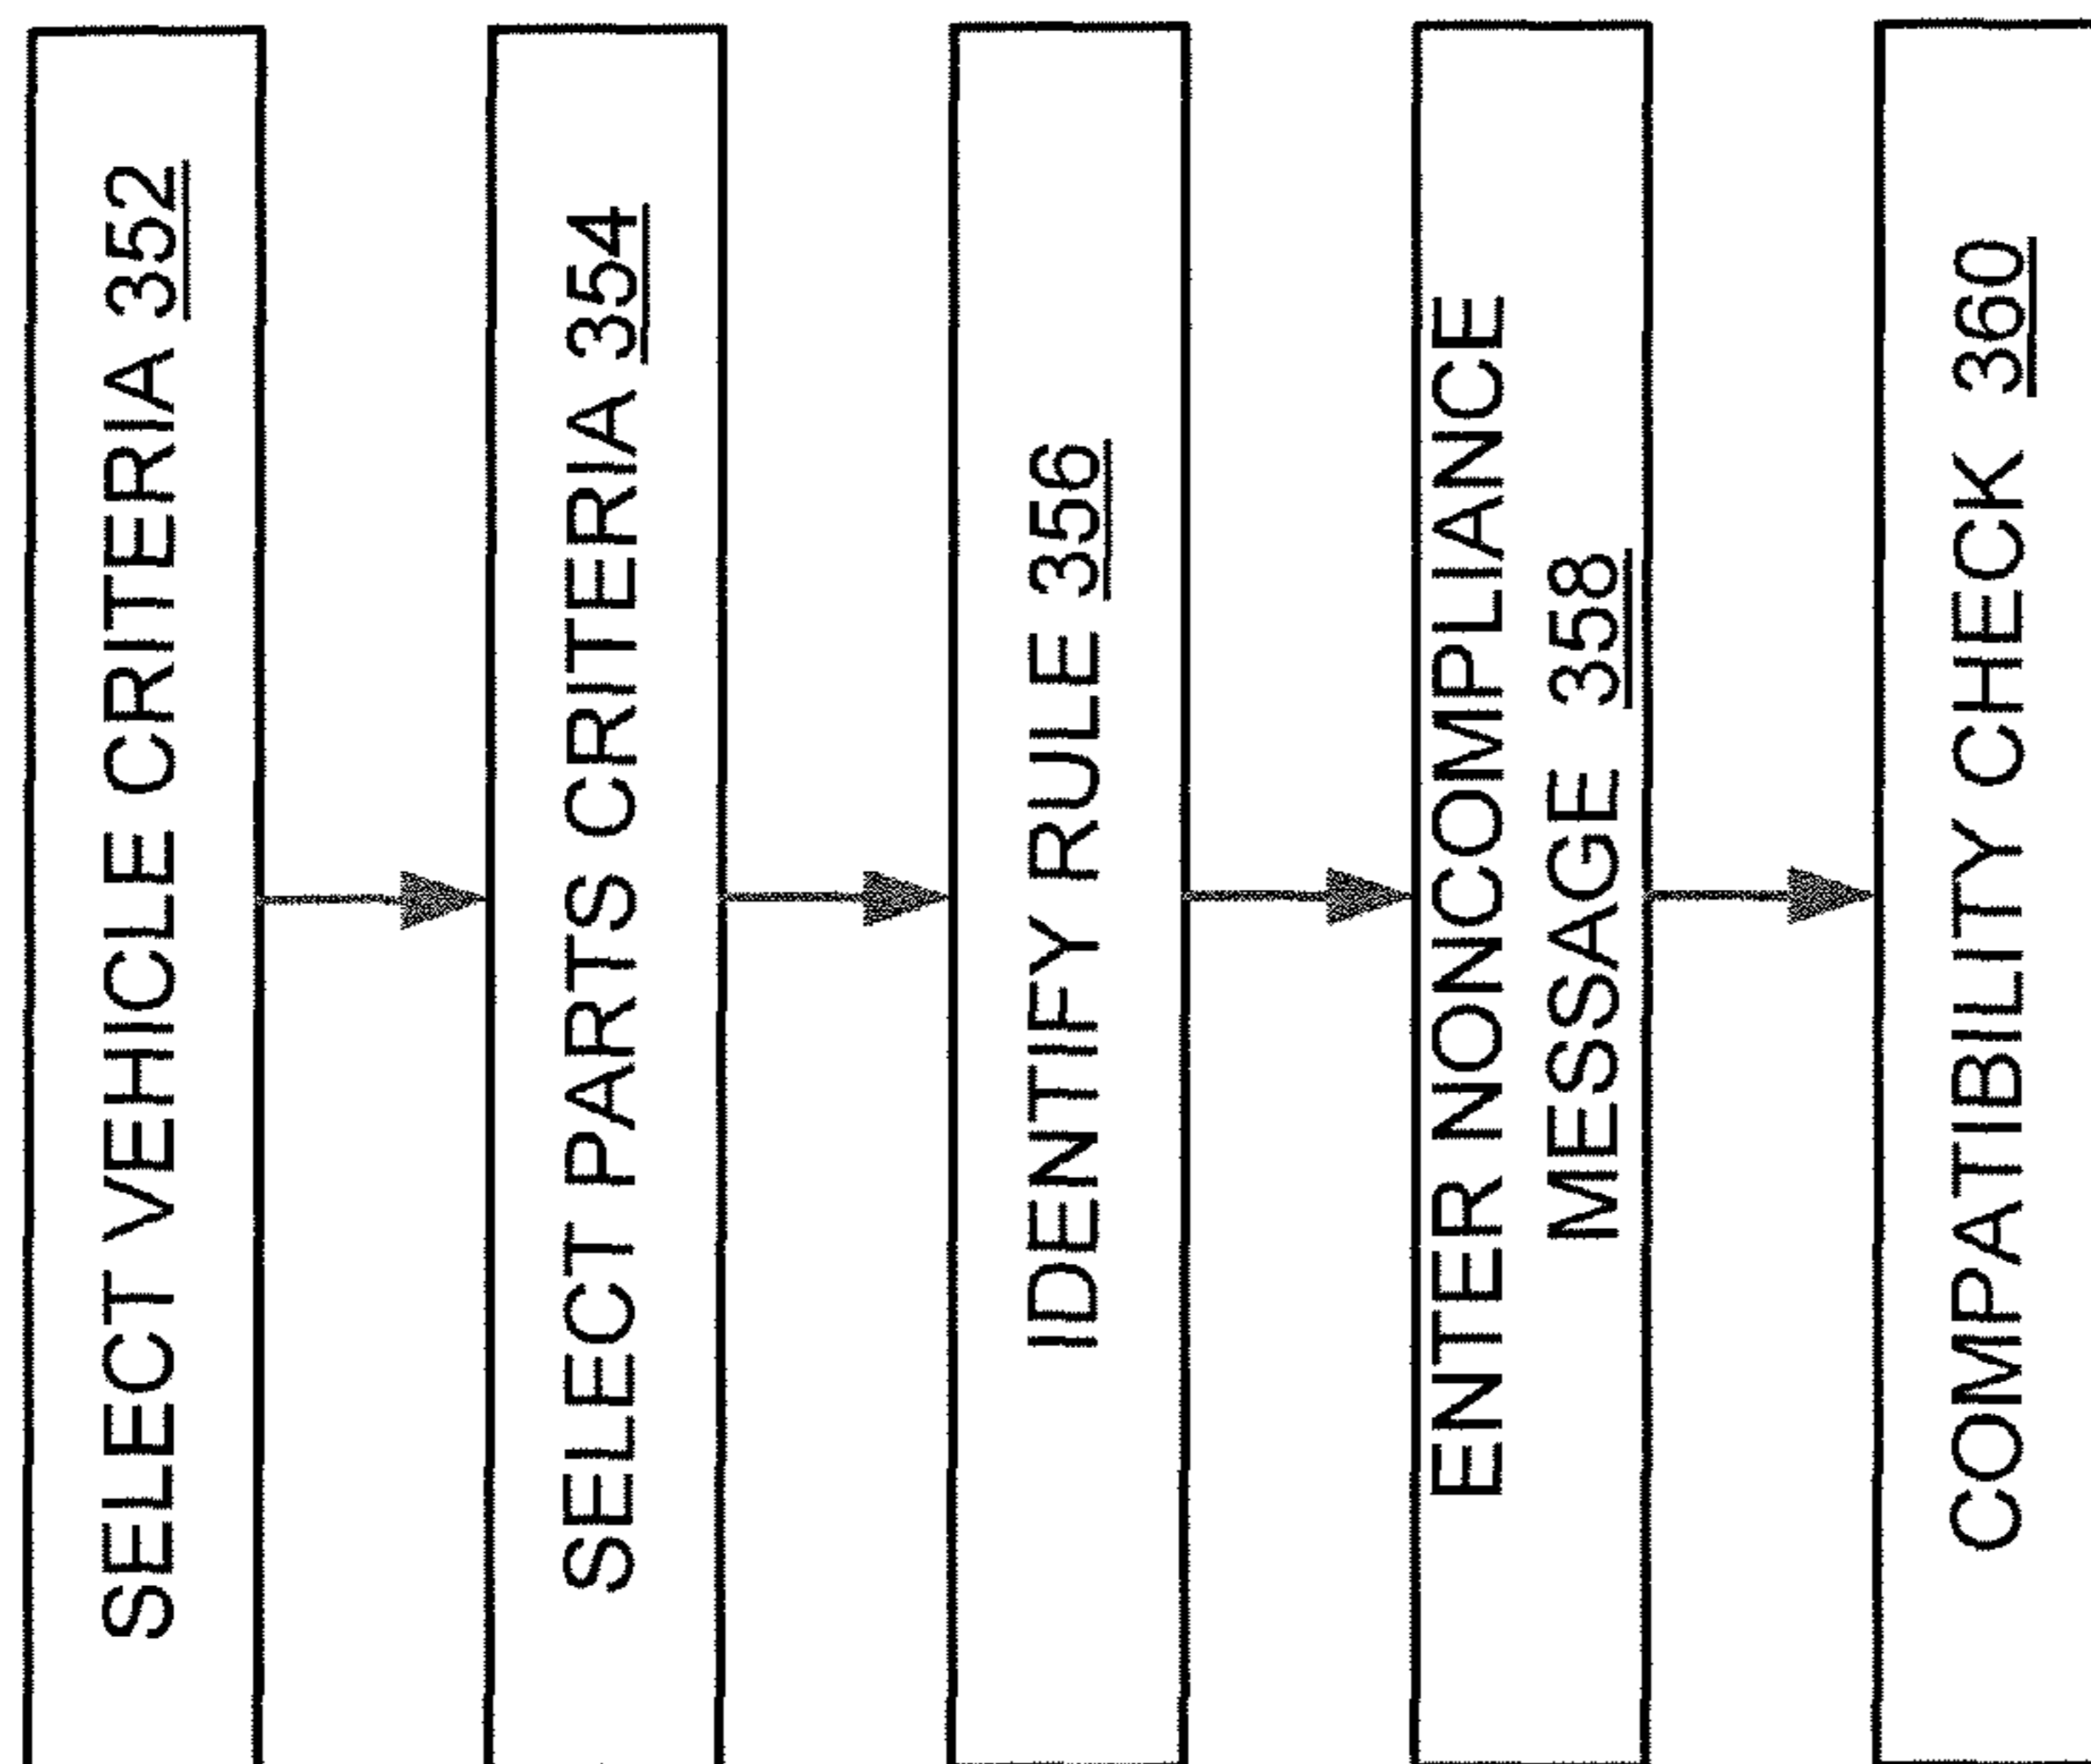 SELECT VEHICLE CRITERIA 352
SELECT PARTS CRITERIA 354
IDENTIFY RULE 356
ENTER NONCOMPLIANCE
MESSAGE 358
COMPATIBILITY CHECK 360